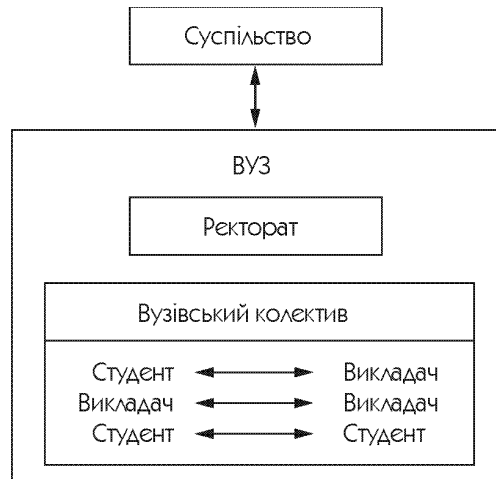 Суспільство
ВУЗ
Ректорат
Вузівський колектив
Студент Викладач
Викладач Викладач
Студент Студент